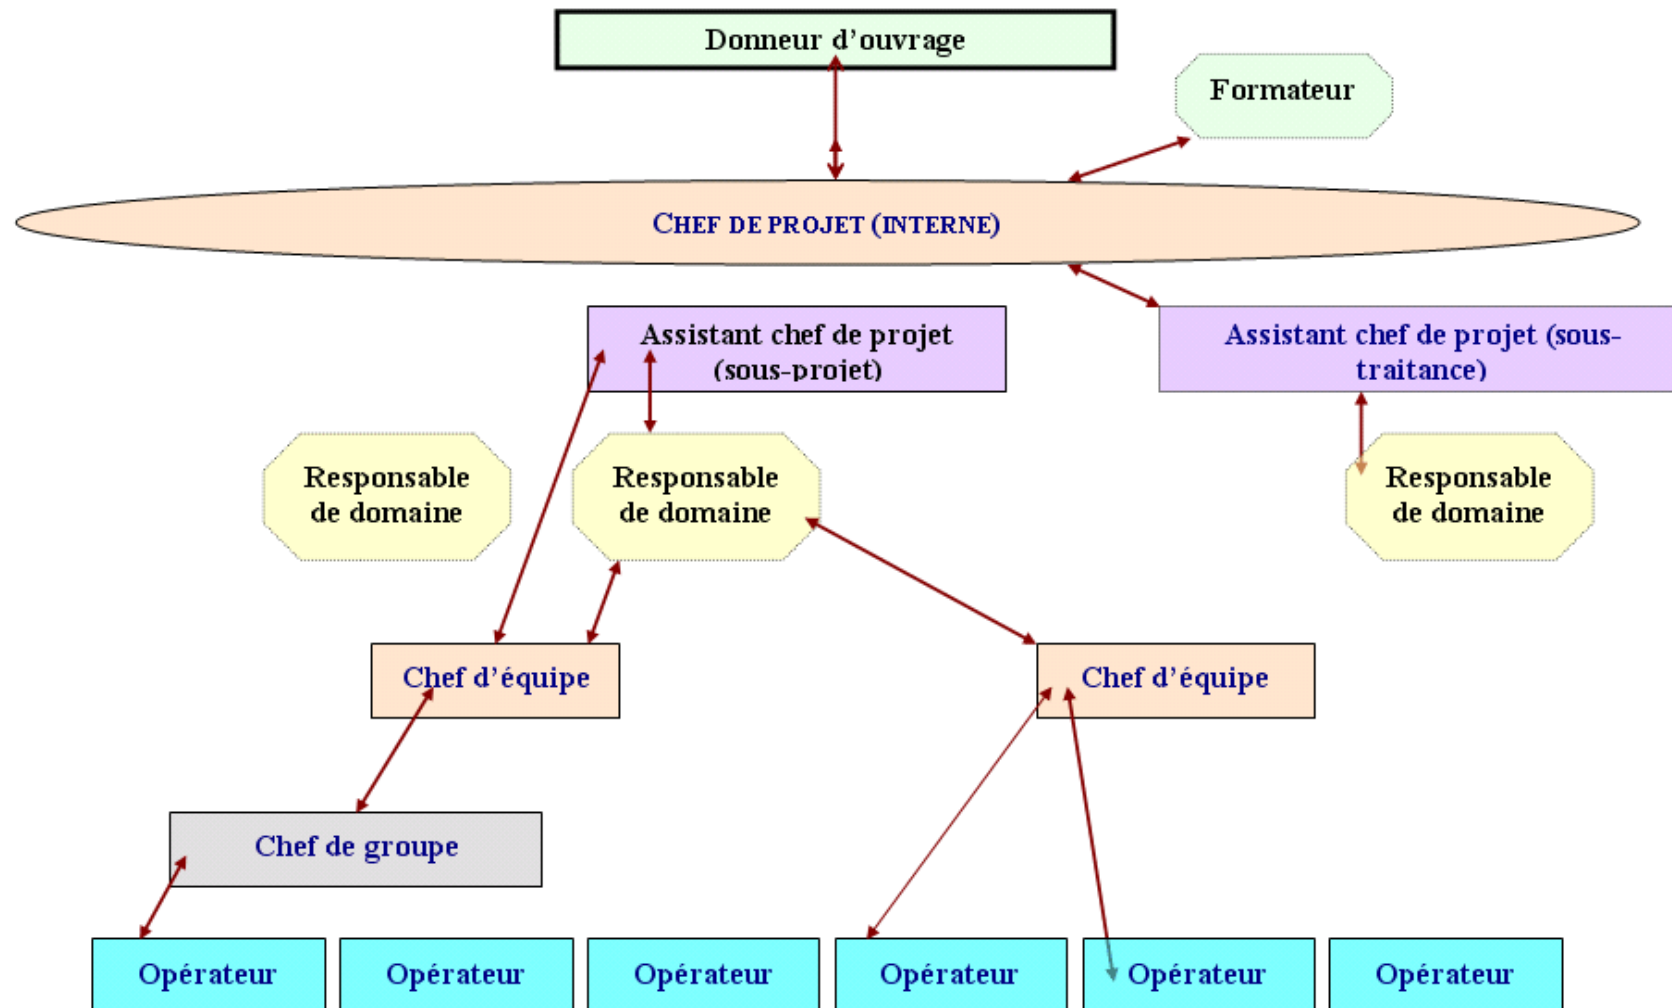 Donneur d’ouvrage
Formateur
CHEF DE PROJET (INTERNE)
Assistant chef de projet
(sous-projet)
Assistant chef de projet (sous-
traitance)
Responsable
de domaine
Responsable
de domaine
Responsable
de domaine
Chef d’équipe
Chef d’équipe
Chef de groupe
Opérateur
Opérateur
Opérateur
Opérateur
Opérateur
Opérateur